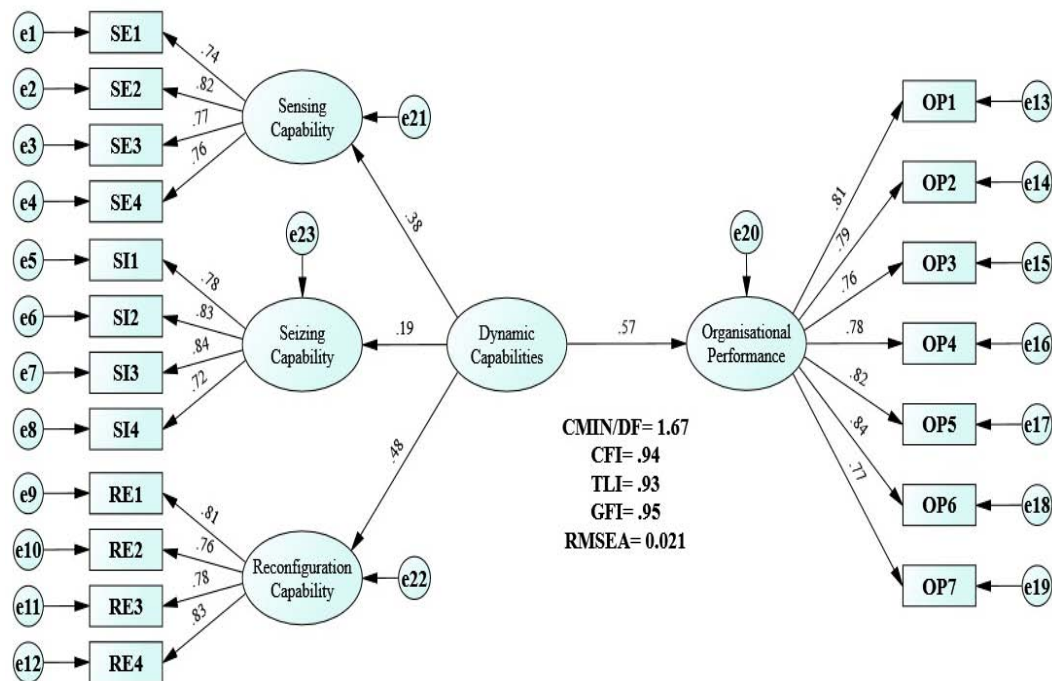 e1
SE1
.74
e2
SE2
.82
e3
SE3
.77
e4
SE4
.76
Sensing
Capability
e21
.38
e5
SI1
.78
e6
SI2
.83
e7
SI3
.84
e8
SI4
.72
e23
Seizing
Capability
.19
Dynamic
Capabilities
.48
e9
RE1
.81
e10
RE2
.76
e11
RE3
.78
e12
RE4
.83
Reconfiguration
Capability
e22
.57
e20
Organisational
Performance
.81
OP1
e13
.79
OP2
e14
.76
OP3
e15
.78
OP4
e16
.82
OP5
e17
.84
OP6
e18
.77
OP7
e19
CMIN/DF= 1.67
CFI= .94
TLI= .93
GFI= .95
RMSEA= 0.021